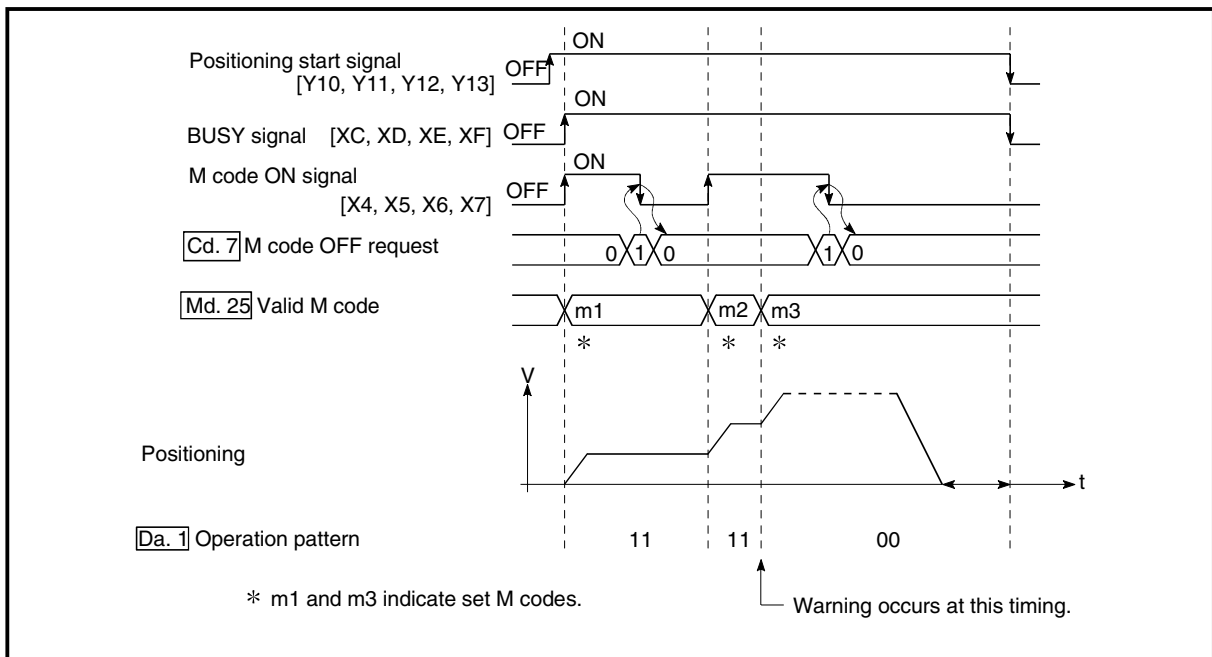 ON
Positioning start signal
OFF
[Y10, Y11, Y12, Y13]
ON
BUSY signal [XC, XD, XE, XF] OFF
ON
M code ON signal
OFF
[X4, X5, X6, X7]
Cd. 7 M code OFF request 0 1 0 1 0
Md. 25 Valid M code m1 m2 m3
* * *
V
Positioning
t
Da. 1 Operation pattern 11 11 00
* m1 and m3 indicate set M codes.
Warning occurs at this timing.